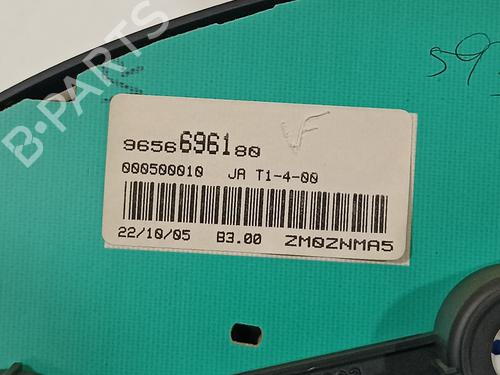 B-PARTS
VF
9656696180
000500010 JA T1-4-00
22/10/05 B3.00 ZM0ZNMA5